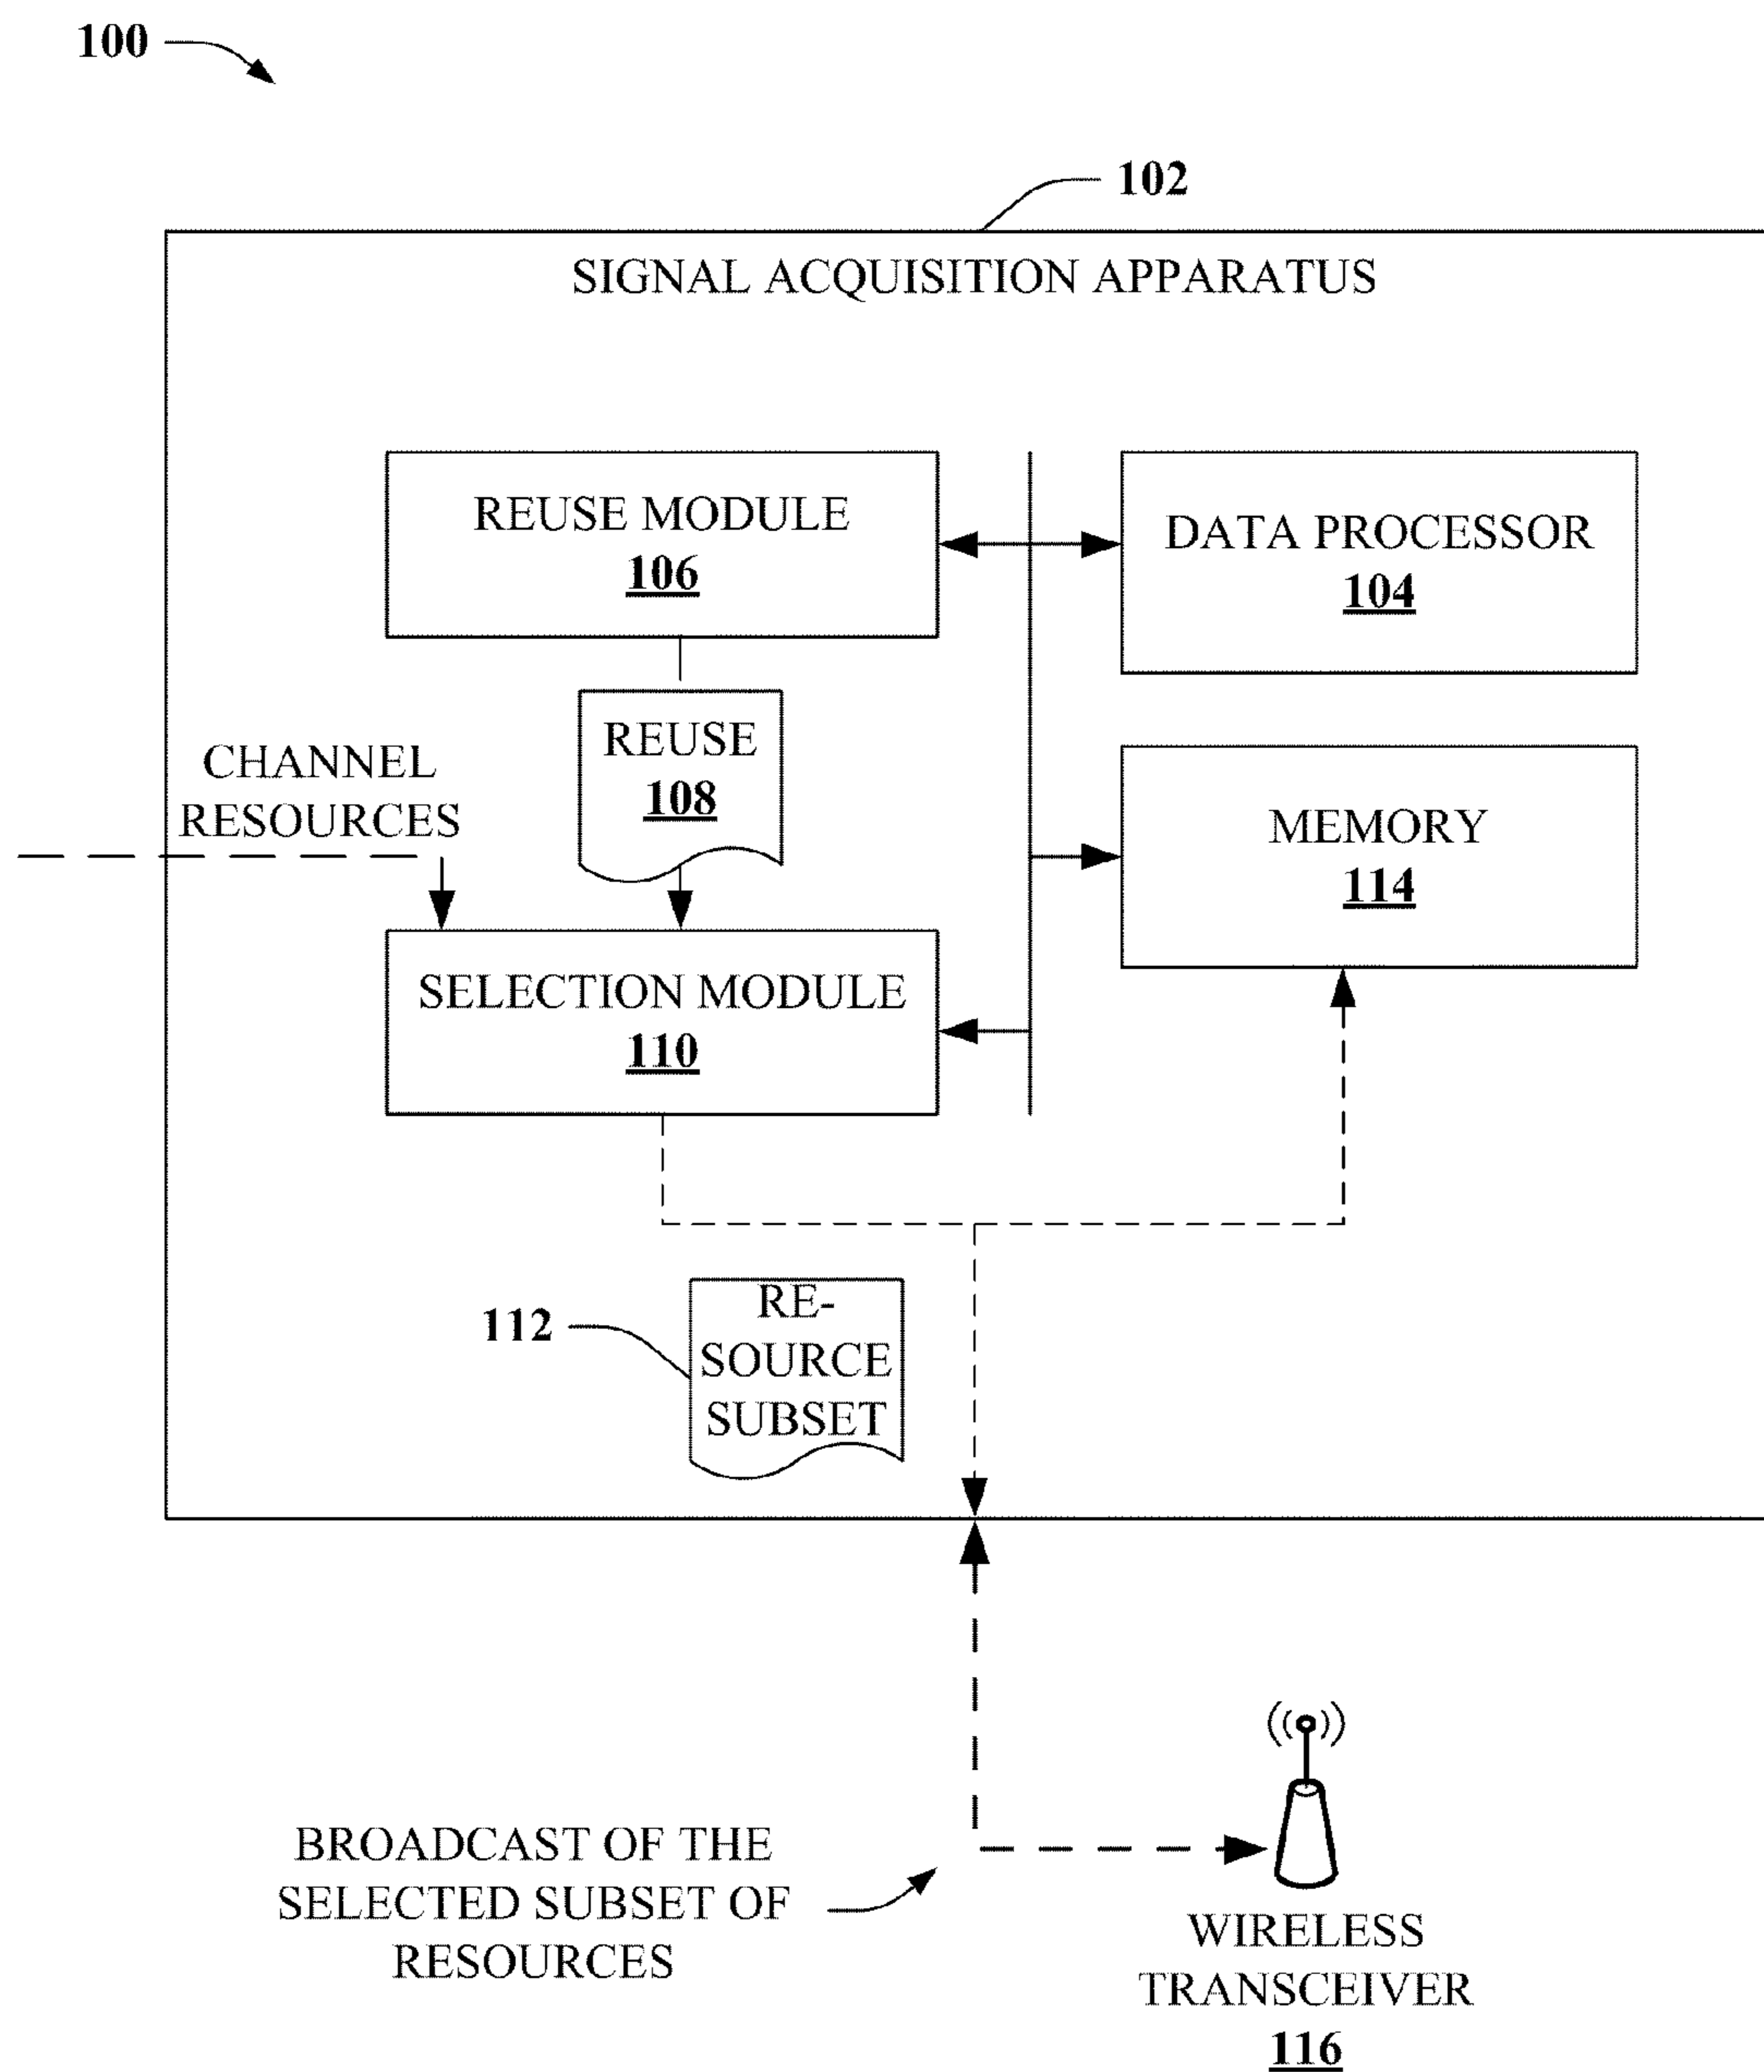 100
102
SIGNAL ACQUISITION APPARATUS
REUSE MODULE
106
DATA PROCESSOR
104
REUSE
108
CHANNEL
RESOURCES
MEMORY
114
SELECTION MODULE
110
112
RE-
SOURCE
SUBSET
BROADCAST OF THE
SELECTED SUBSET OF
RESOURCES
WIRELESS
TRANSCEIVER
116